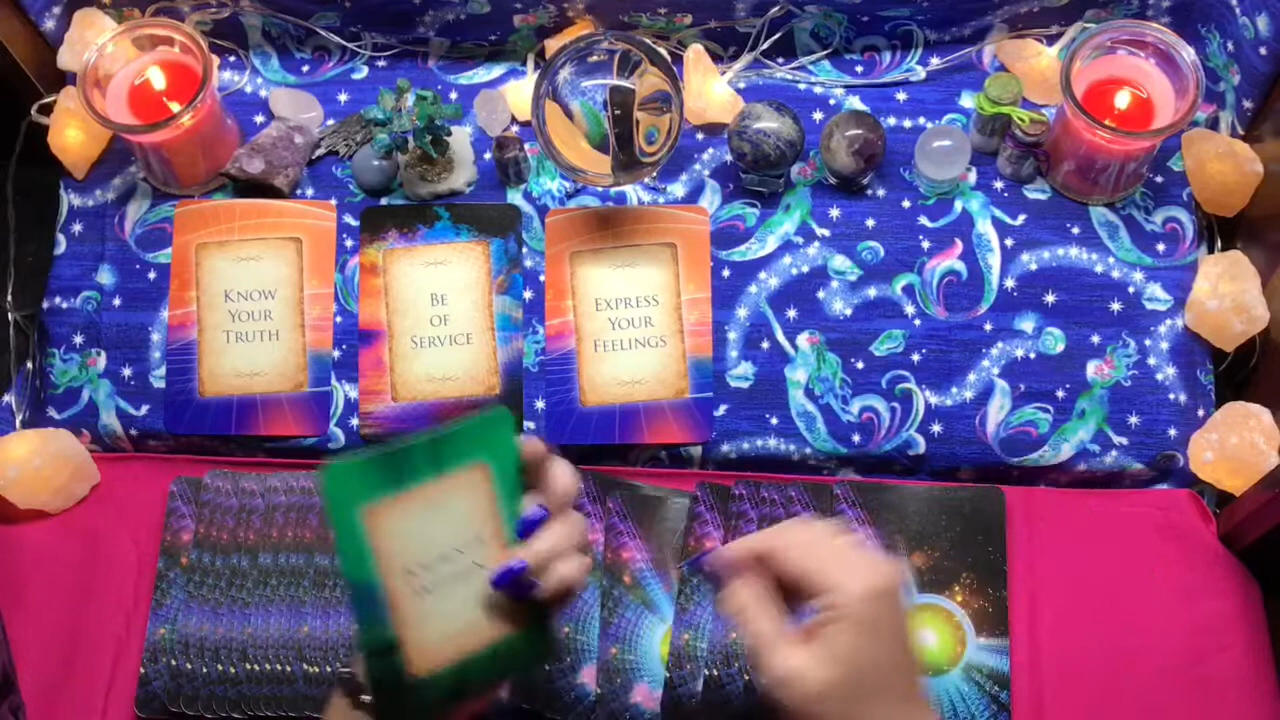 KNOW
YOUR
TRUTH
BE
OF
SERVICE
EXPRESS
YOUR
FEELINGS